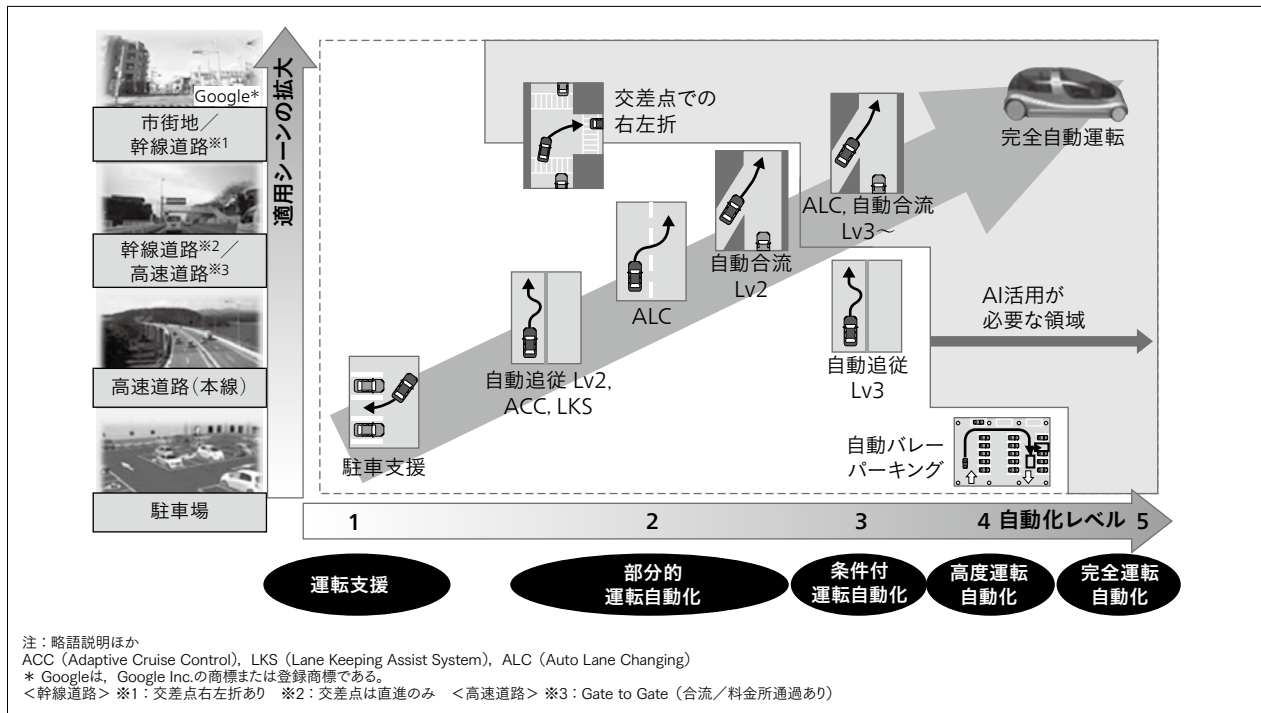 適用シーンの拡大
Google*
市街地／
幹線道路※1
幹線道路※2／
高速道路※3
高速道路（本線）
駐車場
交差点での
右左折
完全自動運転
ALC, 自動合流
Lv3～
自動合流
Lv2
ALC
AI活用が
必要な領域
自動追従 Lv2,
ACC, LKS
自動追従
Lv3
駐車支援
自動バレー
パーキング
1
2
3
4
自動化レベル
5
運転支援
部分的
運転自動化
条件付
運転自動化
高度運転
自動化
完全運転
自動化
注：略語説明ほか
ACC（Adaptive Cruise Control），LKS（Lane Keeping Assist System），ALC（Auto Lane Changing）
＊ Googleは，Google Inc.の商標または登録商標である。
＜幹線道路＞ ※1：交差点右左折あり　※2：交差点は直進のみ　＜高速道路＞ ※3：Gate to Gate（合流／料金所通過あり）